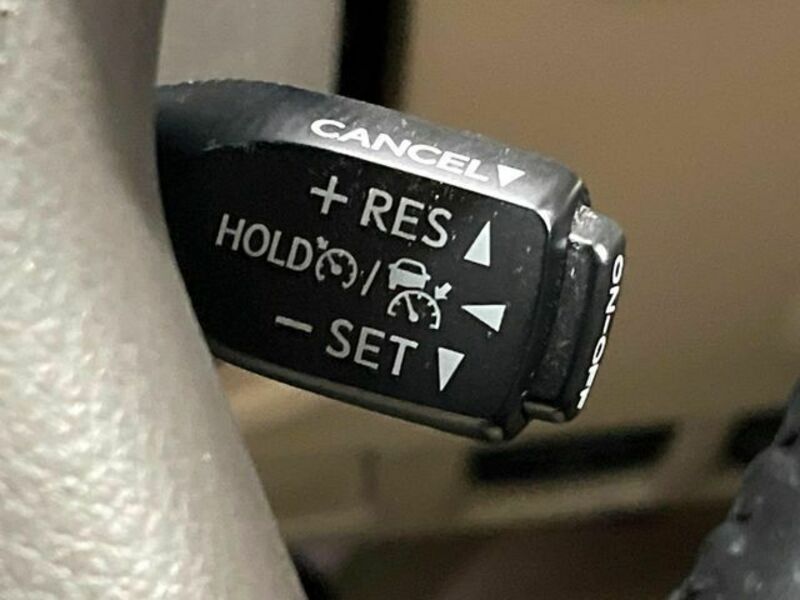 CANCEL▼
+ RES ▲
HOLD / ◀
− SET ▼
ON-OFF